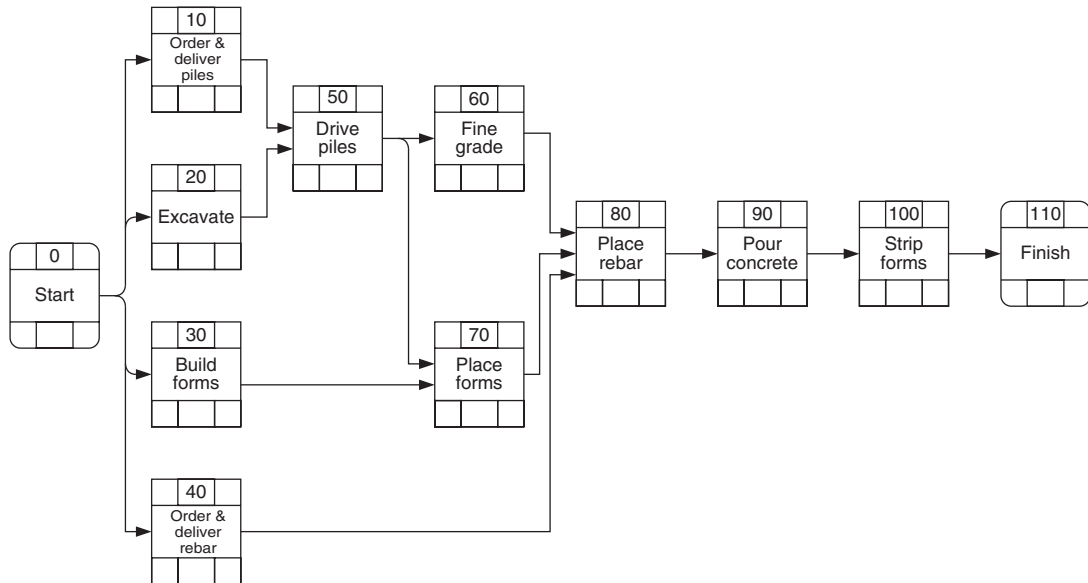 10
Order &
deliver
piles
50
Drive
piles
60
Fine
grade
20
Excavate
80
Place
rebar
90
Pour
concrete
100
Strip
forms
110
Finish
0
Start
30
Build
forms
70
Place
forms
40
Order &
deliver
rebar